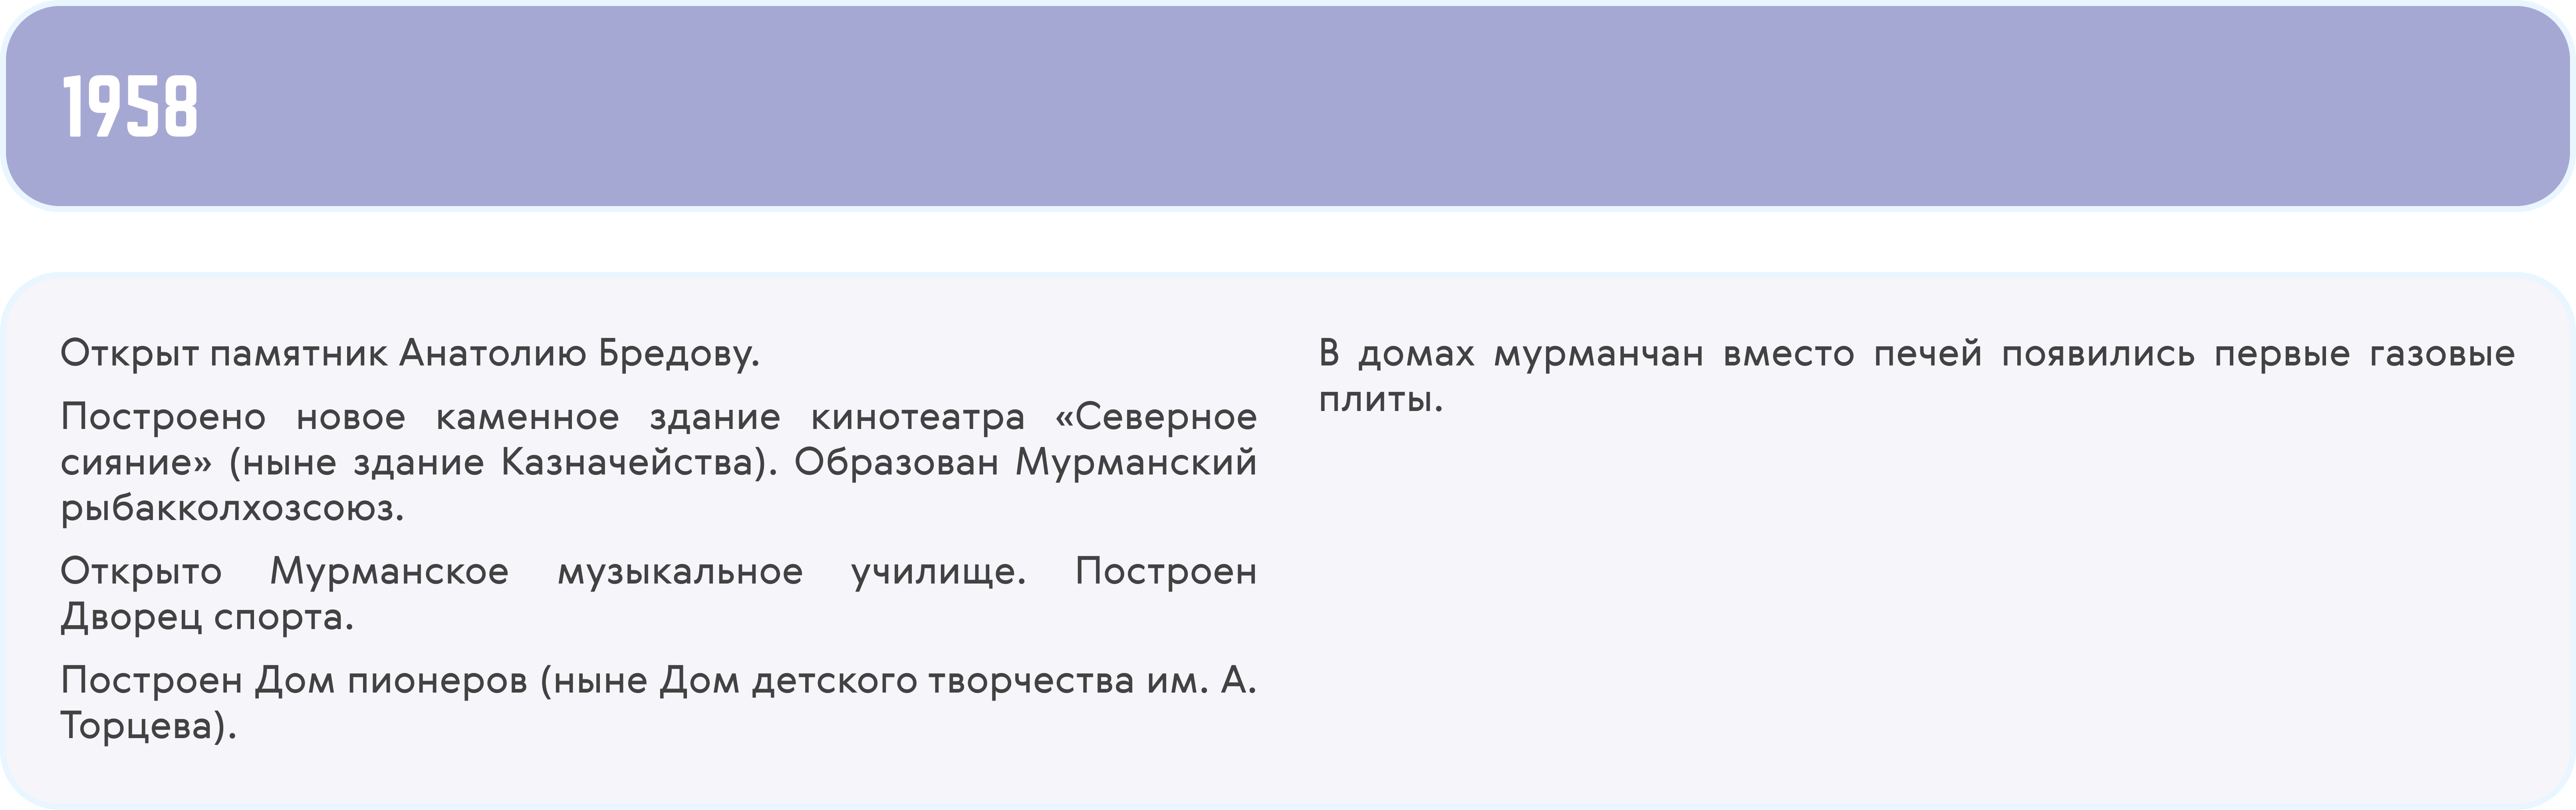 1958
Открыт памятник Анатолию Бредову.
Построено новое каменное здание кинотеатра «Северное
сияние» (ныне здание Казначейства). Образован Мурманский
рыбакколхозсоюз.
Открыто Мурманское музыкальное училище. Построен
Дворец спорта.
Построен Дом пионеров (ныне Дом детского творчества им. А.
Торцева).
В домах мурманчан вместо печей появились первые газовые
плиты.